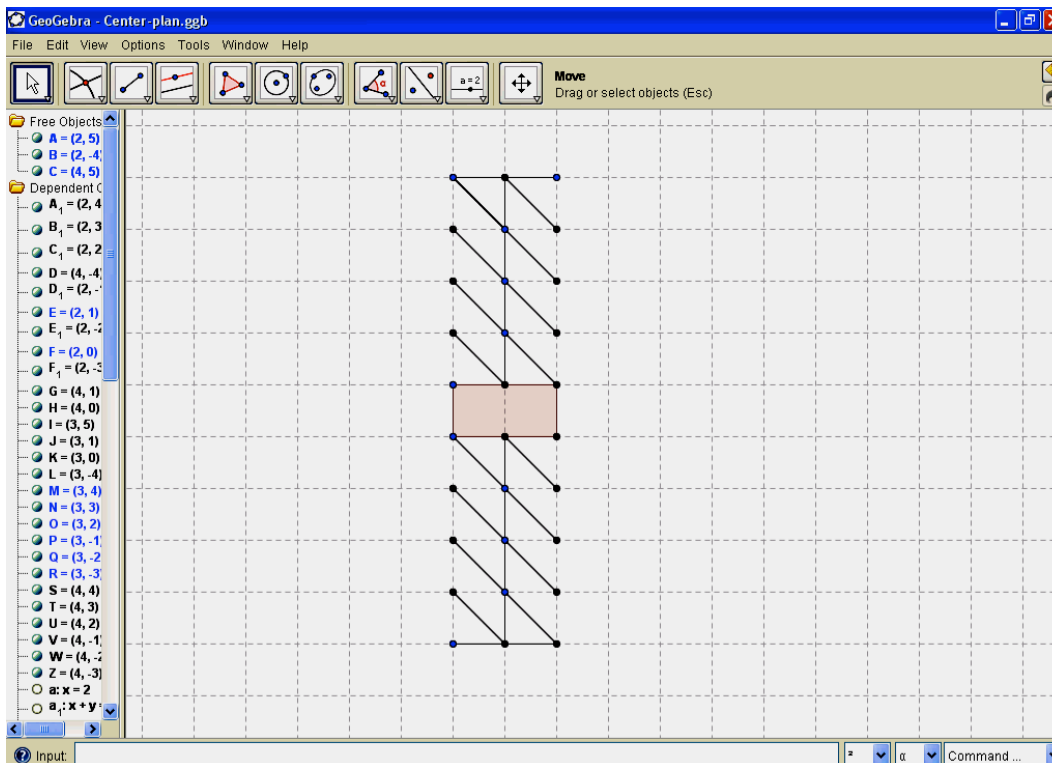 GeoGebra - Center-plan.ggb
File Edit View Options Tools Window Help
a=2
α
Move
Drag or select objects (Esc)
Free Objects
A = (2, 5)
B = (2, -4)
C = (4, 5)
Dependent O
A₁ = (2, 4
B₁ = (2, 3
C₁ = (2, 2
D = (4, -4)
D₁ = (2, -1
E = (2, 1)
E₁ = (2, -2
F = (2, 0)
F₁ = (2, -3
G = (4, 1)
H = (4, 0)
I = (3, 5)
J = (3, 1)
K = (3, 0)
L = (3, -4)
M = (3, 4)
N = (3, 3)
O = (3, 2)
P = (3, -1)
Q = (3, -2
R = (3, -3)
S = (4, 4)
T = (4, 3)
U = (4, 2)
V = (4, -1)
W = (4, -2
Z = (4, -3)
a: x = 2
a₁: x + y =
Input: ² α Command ...